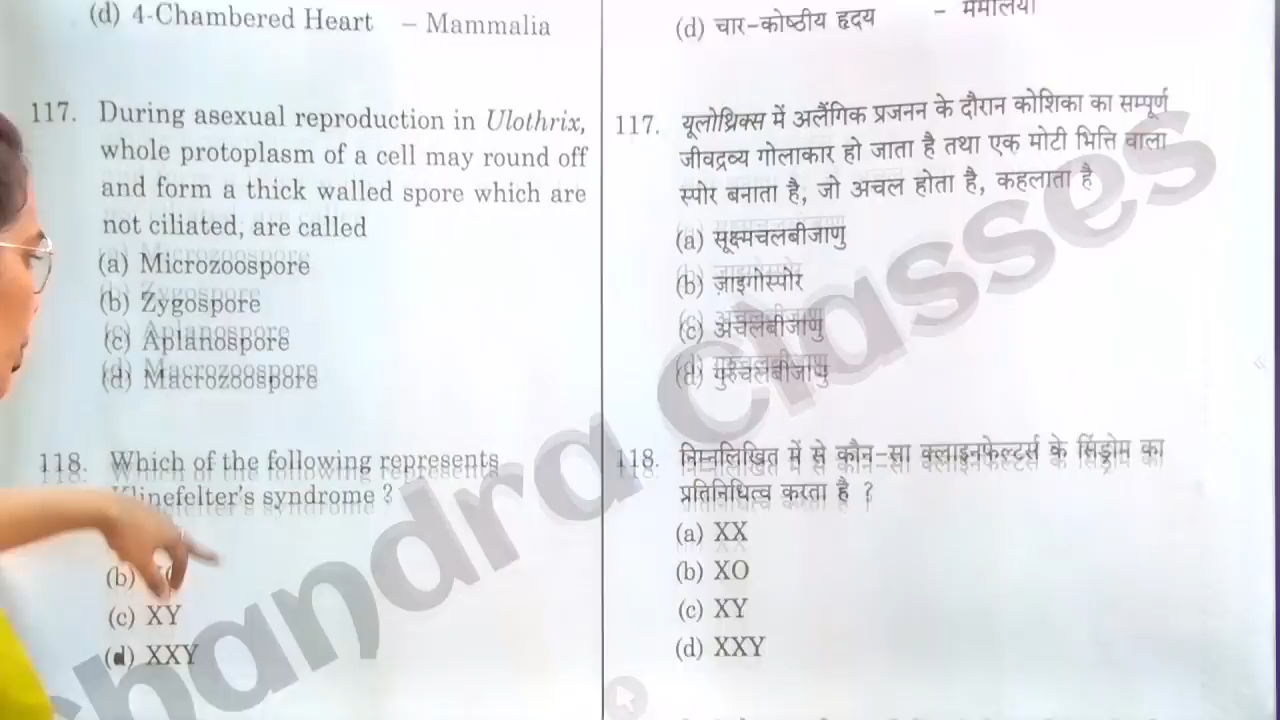 (d) 4-Chambered Heart – Mammalia
117. During asexual reproduction in Ulothrix,
whole protoplasm of a cell may round off
and form a thick walled spore which are
not ciliated, are called
(a) Microzoospore
(b) Zygospore
(c) Aplanospore
(d) Macrozoospore
118. Which of the following represents
Klinefelter's syndrome ?
(b)
(c) XY
(d) XXY
(d) चार-कोष्ठीय हृदय – ममालिया
117. यूलोथ्रिक्स में अलैंगिक प्रजनन के दौरान कोशिका का सम्पूर्ण
जीवद्रव्य गोलाकार हो जाता है तथा एक मोटी भित्ति वाला
स्पोर बनाता है, जो अचल होता है, कहलाता है
(a) सूक्ष्मचलबीजाणु
(b) ज़ाइगोस्पोर
(c) अचलबीजाणु
(d) गुरुचलबीजाणु
118. निम्नलिखित में से कौन-सा क्लाइनफेल्टर्स के सिंड्रोम का
प्रतिनिधित्व करता है ?
(a) XX
(b) XO
(c) XY
(d) XXY
Chandra Classes